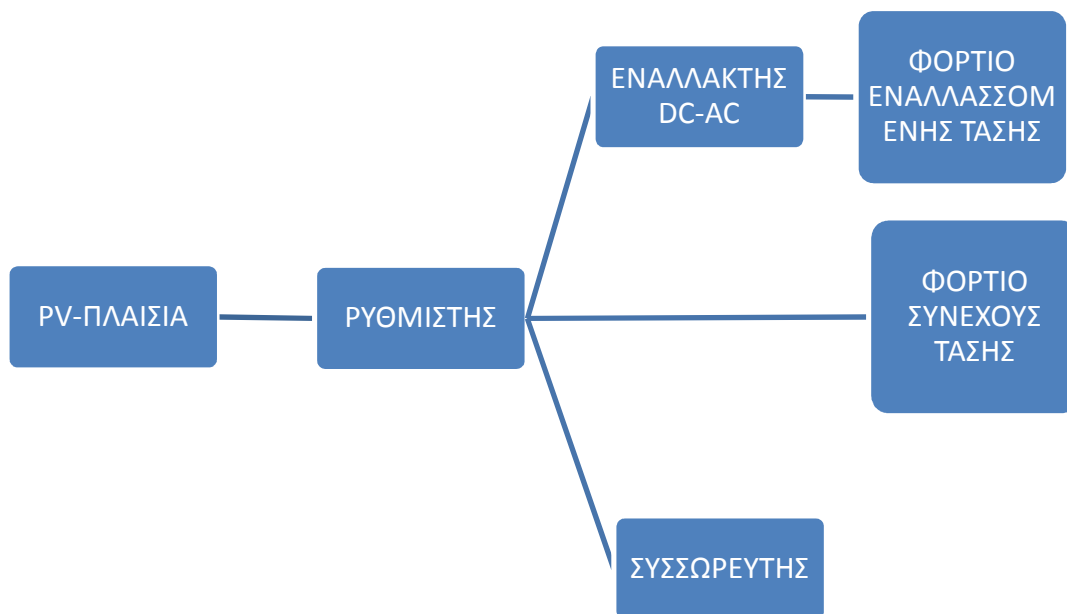 ΕΝΑΛΛΑΚΤΗΣ
DC-AC
ΦΟΡΤΙΟ
ΕΝΑΛΛΑΣΣΟΜ
ΕΝΗΣ ΤΑΣΗΣ
PV-ΠΛΑΙΣΙΑ
ΡΥΘΜΙΣΤΗΣ
ΦΟΡΤΙΟ
ΣΥΝΕΧΟΥΣ
ΤΑΣΗΣ
ΣΥΣΣΩΡΕΥΤΗΣ